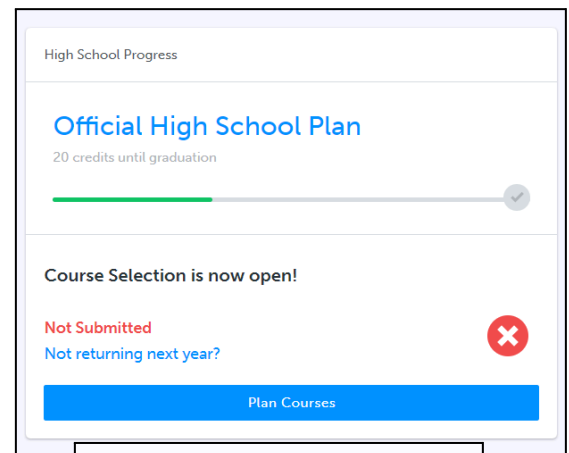 High School Progress
Official High School Plan
20 credits until graduation
Course Selection is now open!
Not Submitted
Not returning next year?
Plan Courses